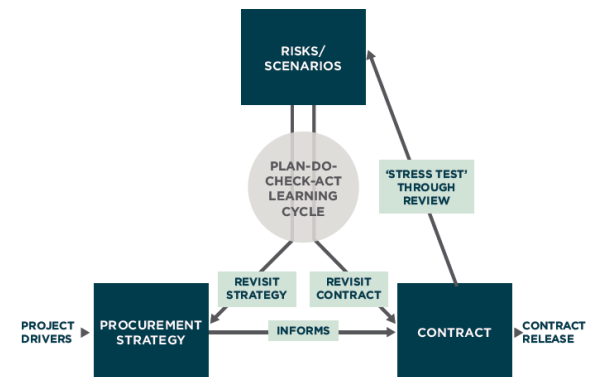 RISKS/
SCENARIOS
PLAN-DO-
CHECK-ACT
LEARNING
CYCLE
‘STRESS TEST’
THROUGH
REVIEW
REVISIT
STRATEGY
REVISIT
CONTRACT
PROJECT
DRIVERS
PROCUREMENT
STRATEGY
INFORMS
CONTRACT
CONTRACT
RELEASE